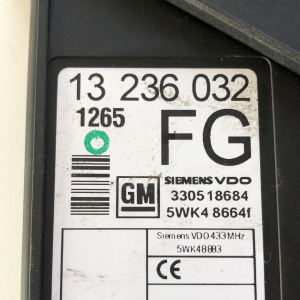 13 236 032
1265
FG
SIEMENS VDO
GM
330518684
5WK4 8664f
Siemens VDO 433MHz
5WK48883
CE